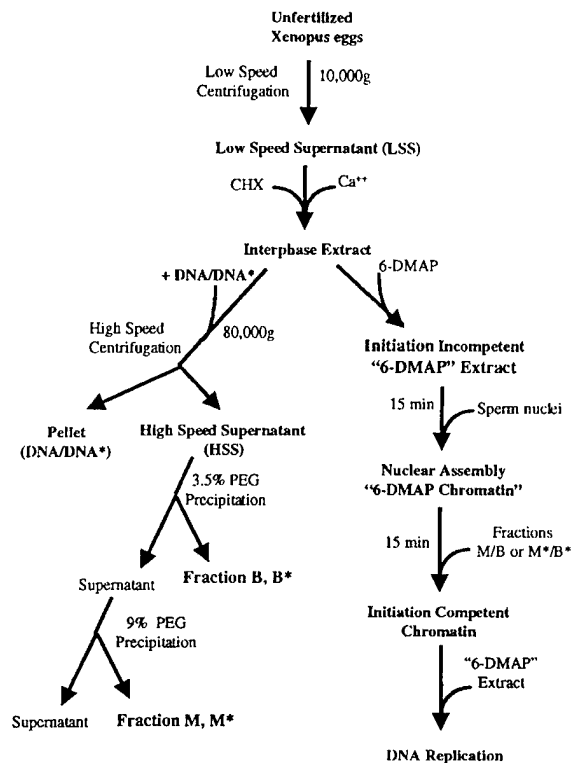 Unfertilized
Xenopus eggs
Low Speed
Centrifugation
10,000g
Low Speed Supernatant (LSS)
CHX
Ca++
Interphase Extract
+ DNA/DNA*
High Speed
Centrifugation
80,000g
Pellet
(DNA/DNA*)
High Speed Supernatant
(HSS)
3.5% PEG
Precipitation
Supernatant
Fraction B, B*
9% PEG
Precipitation
Supernatant
Fraction M, M*
6-DMAP
Initiation Incompetent
“6-DMAP” Extract
15 min
Sperm nuclei
Nuclear Assembly
“6-DMAP Chromatin”
15 min
Fractions
M/B or M*/B*
Initiation Competent
Chromatin
“6-DMAP”
Extract
DNA Replication